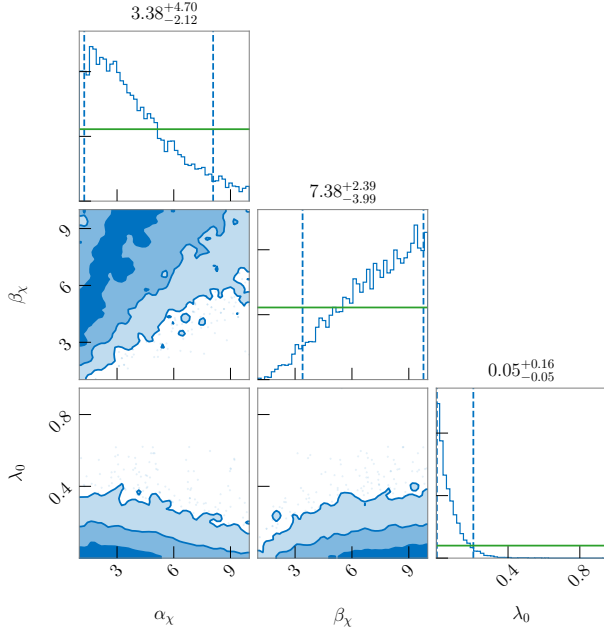 3.38^{+4.70}_{-2.12}
7.38^{+2.39}_{-3.99}
0.05^{+0.16}_{-0.05}
9
6
3
β_χ
0.8
0.4
λ_0
3 6 9
3 6 9
0.4 0.8
α_χ β_χ λ_0